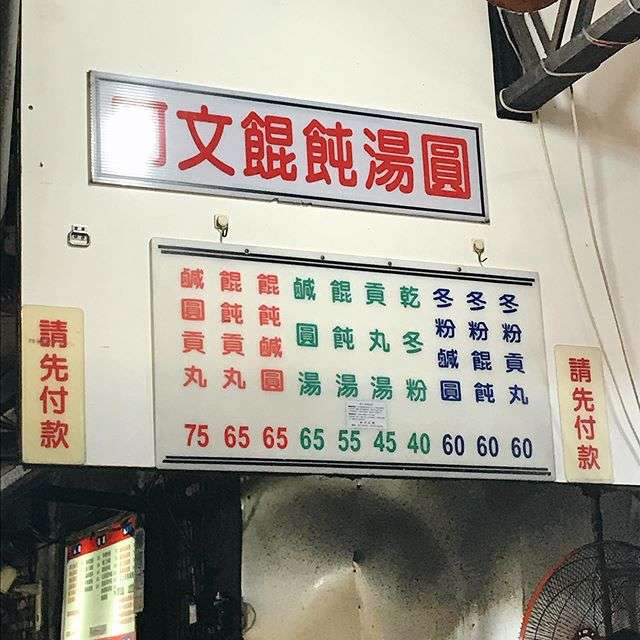 阿文餛飩湯圓
請先付款
鹹圓貢丸 75
餛飩貢丸 65
餛飩鹹圓 65
鹹圓湯 65
餛飩湯 55
貢丸湯 45
乾冬粉 40
冬粉鹹圓 60
冬粉餛飩 60
冬粉貢丸 60
請先付款